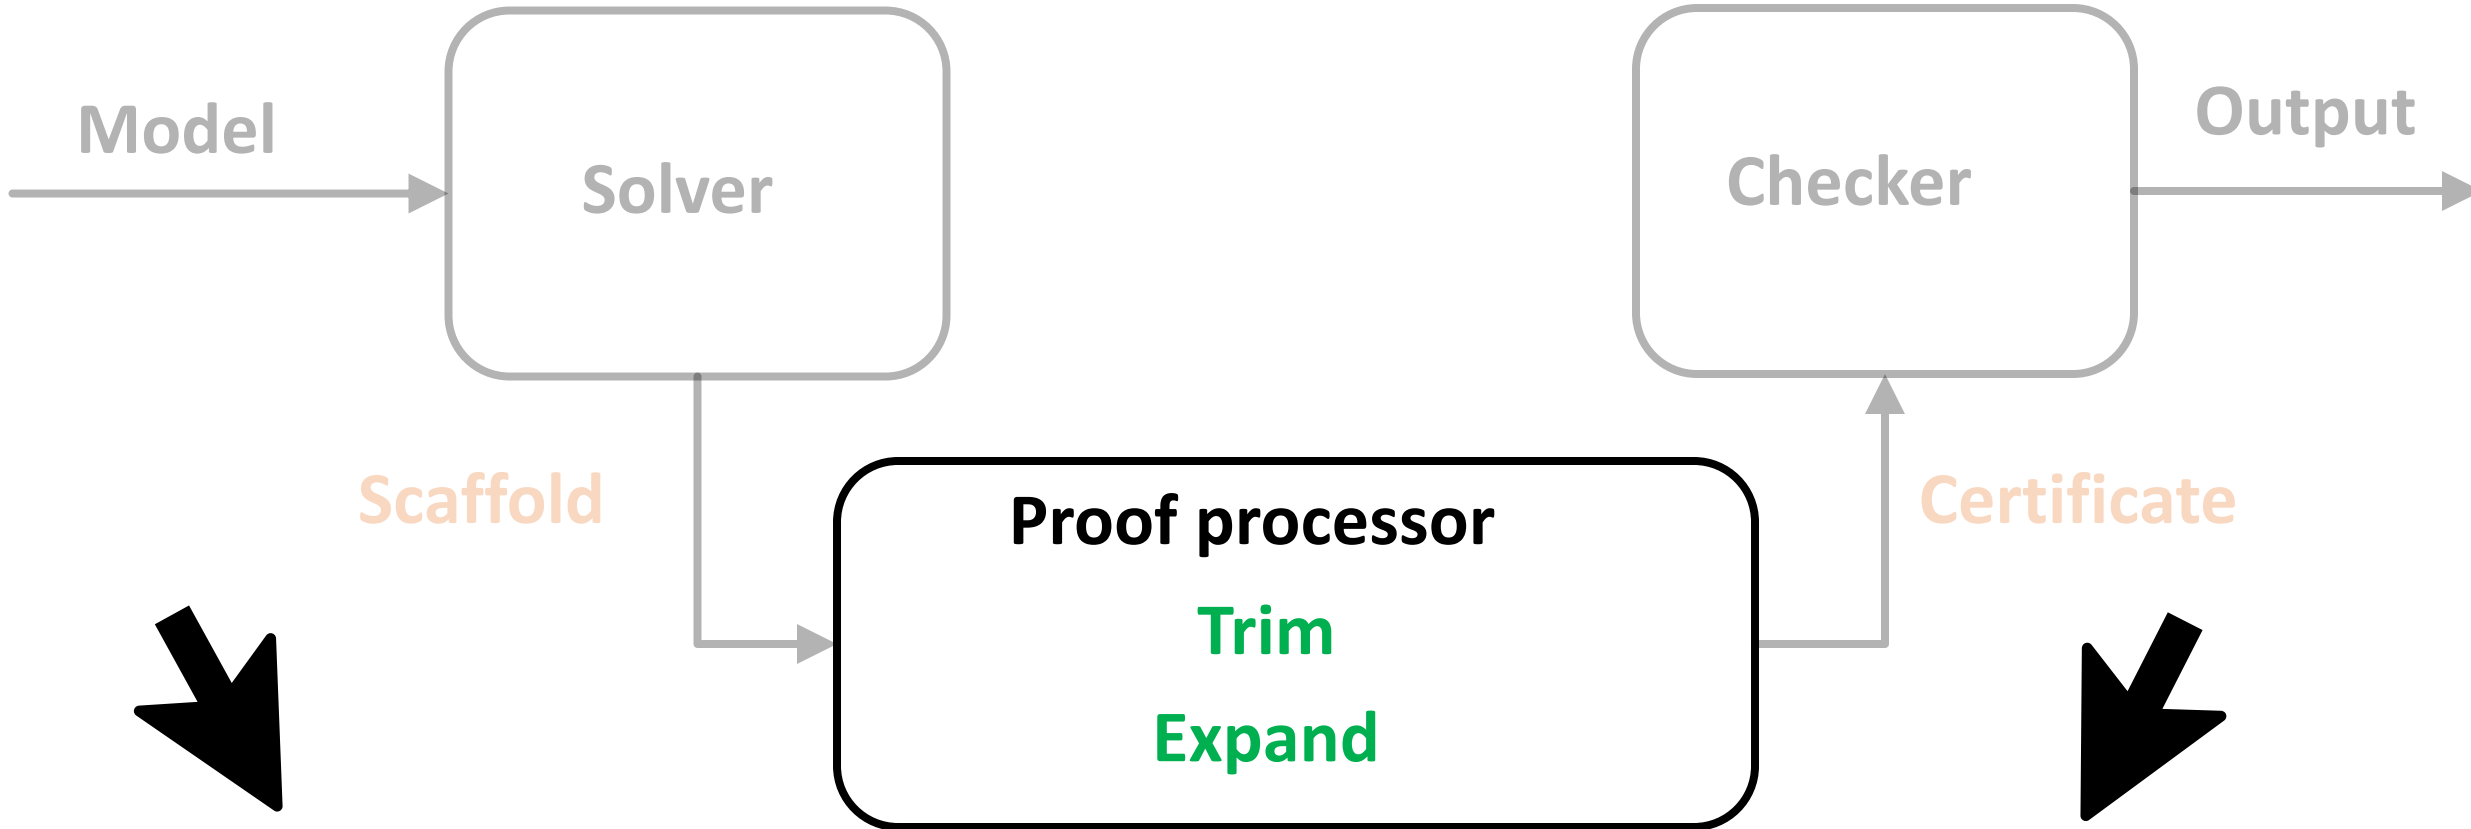 Model
Solver
Checker
Output
Scaffold
Proof processor
Trim
Expand
Certificate